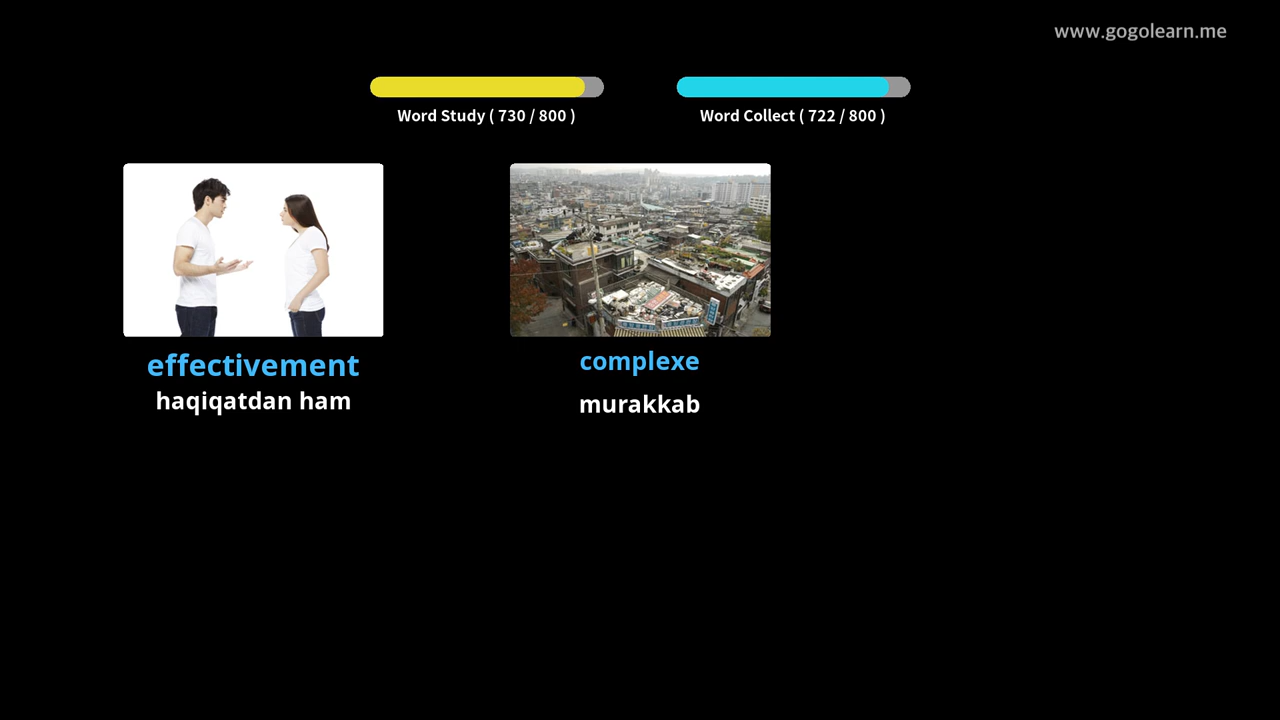 www.gogolearn.me
Word Study ( 730 / 800 )
Word Collect ( 722 / 800 )
effectivement
haqiqatdan ham
complexe
murakkab